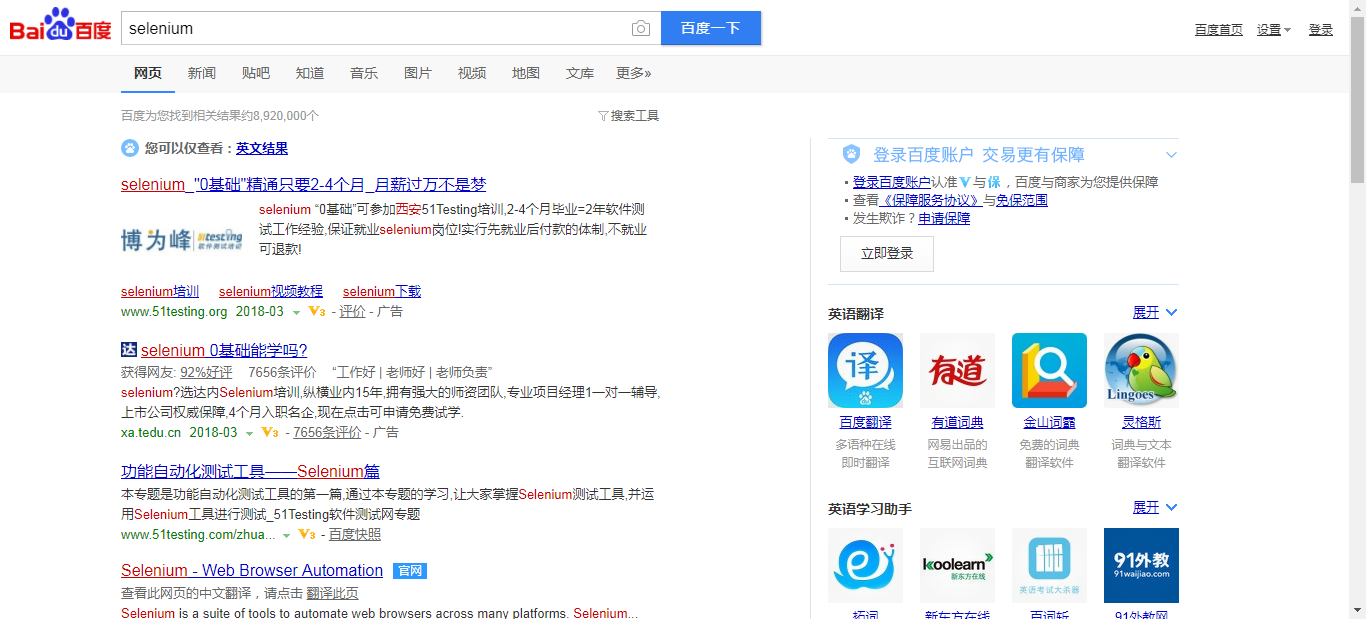 Bai du 百度
selenium
百度一下
百度首页 设置 登录
网页 新闻 贴吧 知道 音乐 图片 视频 地图 文库 更多»
百度为您找到相关结果约8,920,000个
搜索工具
您可以仅查看：英文结果
selenium_"0基础"精通只要2-4个月_月薪过万不是梦
博为峰 51testing 软件测试培训
selenium “0基础”可参加西安51Testing培训,2-4个月毕业=2年软件测
试工作经验,保证就业selenium岗位!实行先就业后付款的体制,不就业
可退款!
selenium培训 selenium视频教程 selenium下载
www.51testing.org 2018-03 V3 - 评价 - 广告
达 selenium 0基础能学吗?
获得网友: 92%好评 7656条评价 “工作好 | 老师好 | 老师负责”
selenium?选达内Selenium培训,纵横业内15年,拥有强大的师资团队,专业项目经理1一对一辅导,
上市公司权威保障,4个月入职名企,现在点击可申请免费试学.
xa.tedu.cn 2018-03 V3 - 7656条评价 - 广告
功能自动化测试工具——Selenium篇
本专题是功能自动化测试工具的第一篇,通过本专题的学习,让大家掌握Selenium测试工具,并运
用Selenium工具进行测试_51Testing软件测试网专题
www.51testing.com/zhua... V3 - 百度快照
Selenium - Web Browser Automation 官网
查看此网页的中文翻译，请点击 翻译此页
Selenium is a suite of tools to automate web browsers across many platforms. Selenium...
登录百度账户 交易更有保障
登录百度账户认准V与保，百度与商家为您提供保障
查看《保障服务协议》与免保范围
发生欺诈？申请保障
立即登录
英语翻译 展开
译 有道 Lingoes
百度翻译 有道词典 金山词霸 灵格斯
多语种在线 网易出品的 免费的词典 词典与文本
即时翻译 互联网词典 翻译软件 翻译软件
英语学习助手 展开
koolearn 新东方在线 英语考试大杀器 91外教 91waijiao.com
拓词 新东方在线 百词斩 91外教网